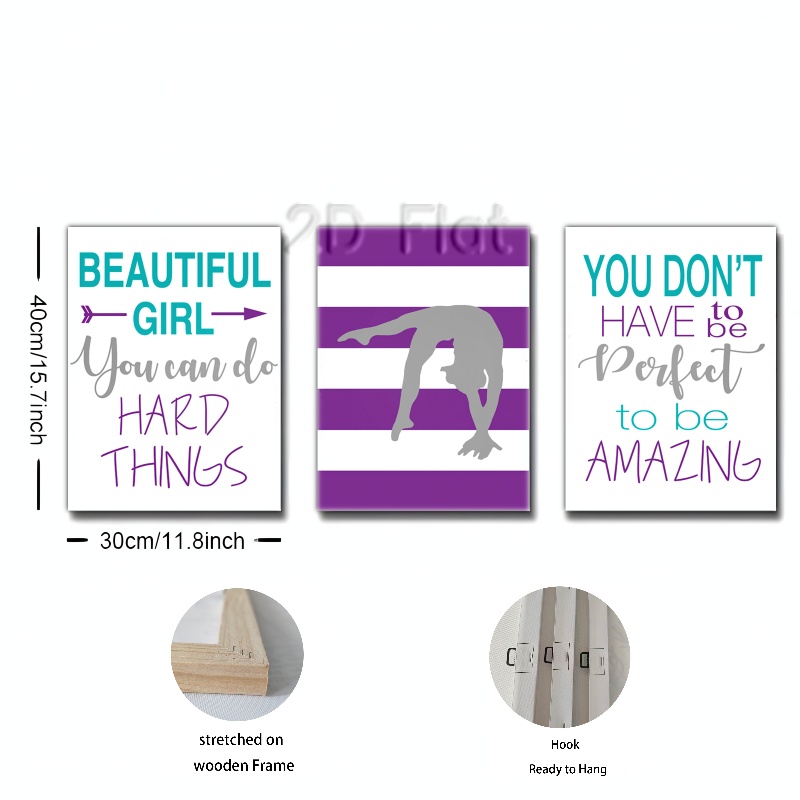 2D Flat
40cm/15.7inch
BEAUTIFUL
GIRL
You can do
HARD
THINGS
YOU DON'T
HAVE to be
Perfect
to be
AMAZING
30cm/11.8inch
stretched on
wooden Frame
Hook
Ready to Hang